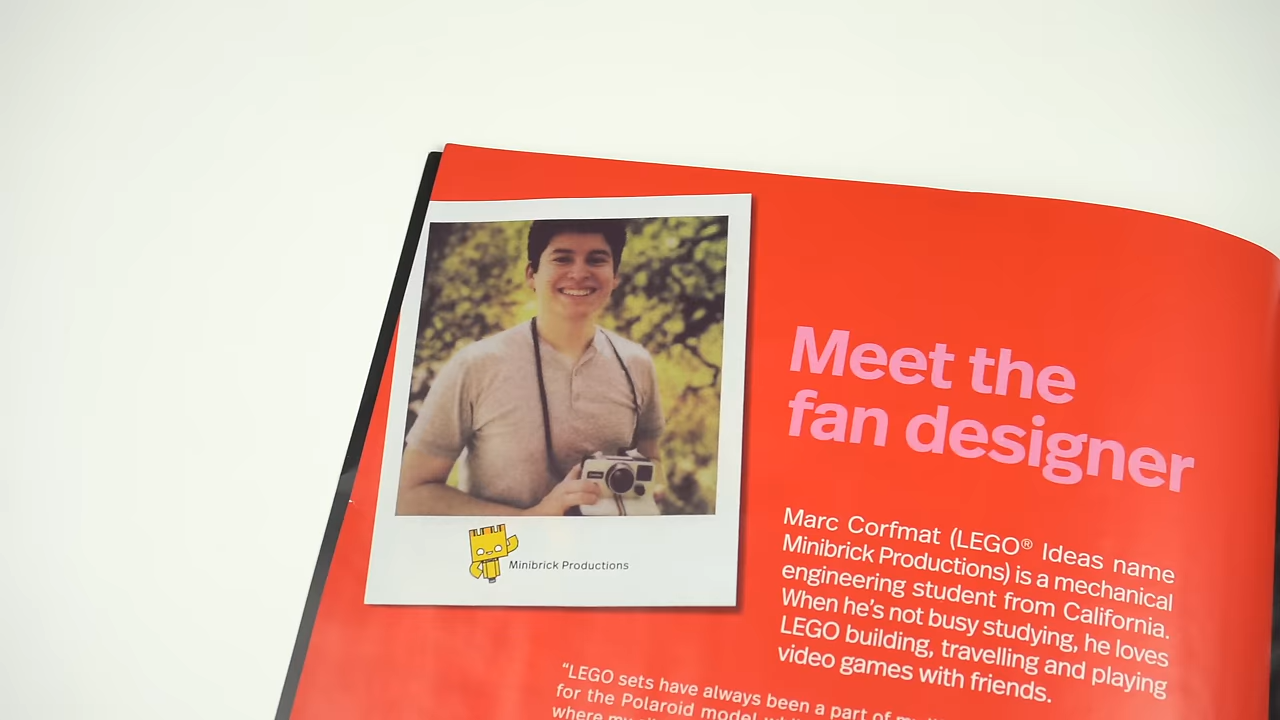 Meet the
fan designer
Marc Corfmat (LEGO® Ideas name
Minibrick Productions) is a mechanical
engineering student from California.
When he's not busy studying, he loves
LEGO building, travelling and playing
video games with friends.
Minibrick Productions
"LEGO sets have always been a part of
for the Polaroid model
where